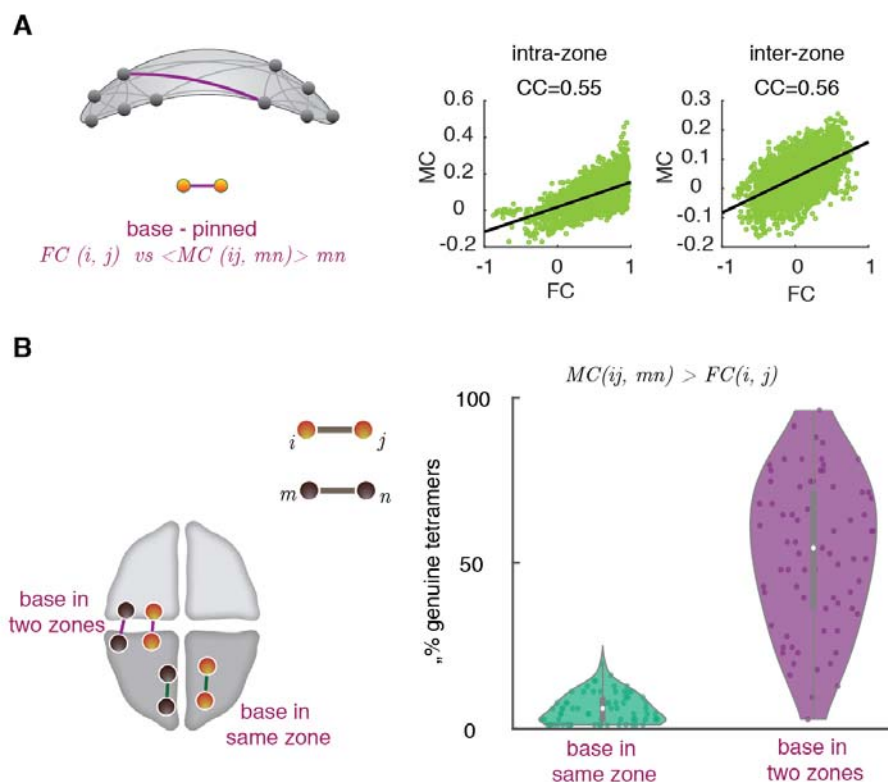 A
base - pinned
FC (i, j) vs <MC (ij, mn)> mn
intra-zone
CC=0.55
0.6
0.4
0.2
0
-0.2
MC
-1
0
1
FC
inter-zone
CC=0.56
0.3
0.2
0.1
0
-0.1
0.2
MC
-1
0
1
FC
B
i
j
m
n
base in
two zones
base in
same zone
MC(ij, mn) > FC(i, j)
100
50
0
„% genuine tetramers
base in
same zone
base in
two zones